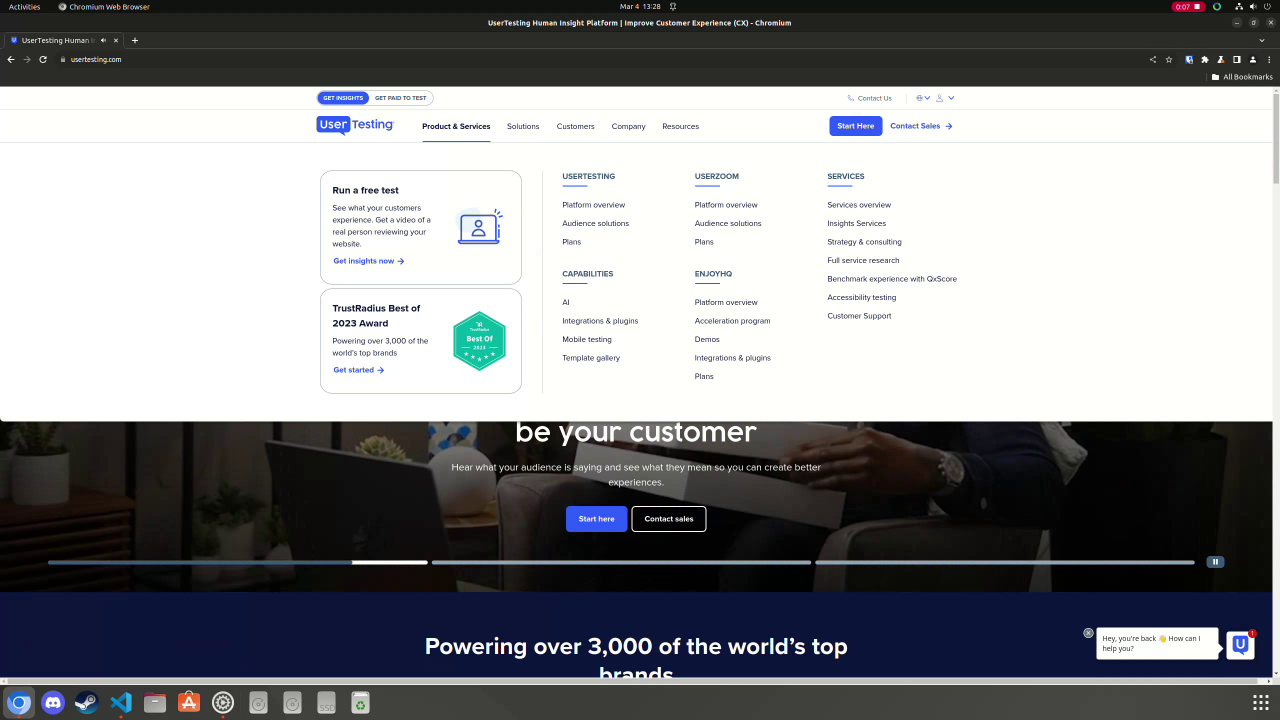 Activities
Chromium Web Browser
Mar 4 13:28
0:07
UserTesting Human Insight Platform | Improve Customer Experience (CX) - Chromium
UserTesting Human I
usertesting.com
All Bookmarks
GET INSIGHTS
GET PAID TO TEST
Contact Us
User Testing
Product & Services
Solutions
Customers
Company
Resources
Start Here
Contact Sales
Run a free test
See what your customers
experience. Get a video of a
real person reviewing your
website.
Get insights now
TrustRadius Best of
2023 Award
Powering over 3,000 of the
world's top brands
Get started
TrustRadius
Best Of
2023
USERTESTING
Platform overview
Audience solutions
Plans
CAPABILITIES
AI
Integrations & plugins
Mobile testing
Template gallery
USERZOOM
Platform overview
Audience solutions
Plans
ENJOYHQ
Platform overview
Acceleration program
Demos
Integrations & plugins
Plans
SERVICES
Services overview
Insights Services
Strategy & consulting
Full service research
Benchmark experience with QxScore
Accessibility testing
Customer Support
be your customer
Hear what your audience is saying and see what they mean so you can create better
experiences.
Start here
Contact sales
Powering over 3,000 of the world's top
brands
Hey, you're back 👋 How can I
help you?
1
SSD